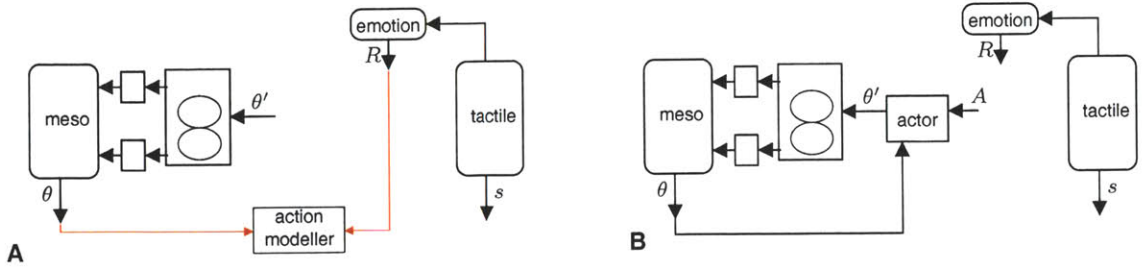 emotion
R
meso
θ'
tactile
θ
s
action
modeller
A
emotion
R
meso
θ'
actor
A
tactile
θ
s
B